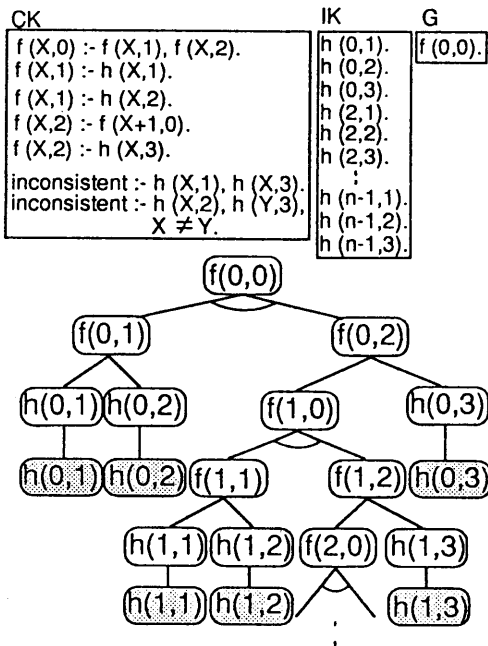 CK
f (X,0) :- f (X,1), f (X,2).
f (X,1) :- h (X,1).
f (X,1) :- h (X,2).
f (X,2) :- f (X+1,0).
f (X,2) :- h (X,3).
inconsistent :- h (X,1), h (X,3).
inconsistent :- h (X,2), h (Y,3),
X ≠ Y.
IK
h (0,1).
h (0,2).
h (0,3).
h (2,1).
h (2,2).
h (2,3).
⋮
h (n-1,1).
h (n-1,2).
h (n-1,3).
G
f (0,0).
f(0,0)
f(0,1) f(0,2)
h(0,1) h(0,2) f(1,0) h(0,3)
h(0,1) h(0,2) f(1,1) f(1,2) h(0,3)
h(1,1) h(1,2) f(2,0) h(1,3)
h(1,1) h(1,2) h(1,3)